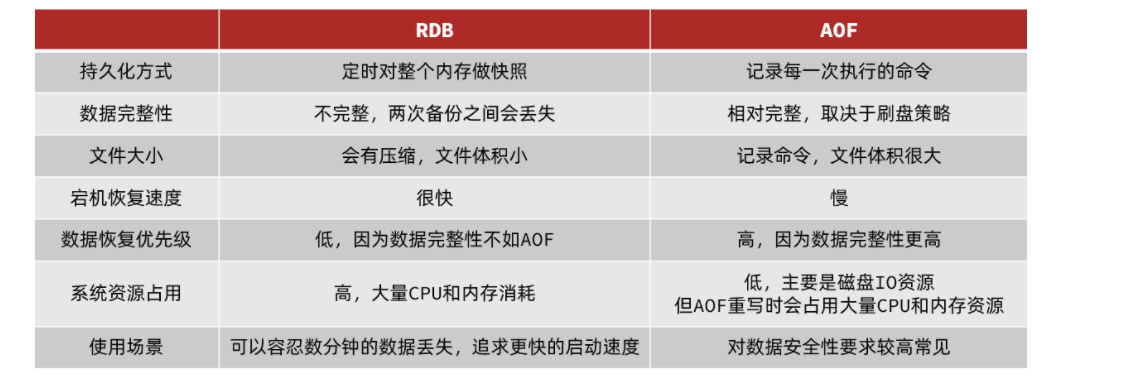 RDB AOF
持久化方式 定时对整个内存做快照 记录每一次执行的命令
数据完整性 不完整，两次备份之间会丢失 相对完整，取决于刷盘策略
文件大小 会有压缩，文件体积小 记录命令，文件体积很大
宕机恢复速度 很快 慢
数据恢复优先级 低，因为数据完整性不如AOF 高，因为数据完整性更高
系统资源占用 高，大量CPU和内存消耗 低，主要是磁盘IO资源
但AOF重写时会占用大量CPU和内存资源
使用场景 可以容忍数分钟的数据丢失，追求更快的启动速度 对数据安全性要求较高常见